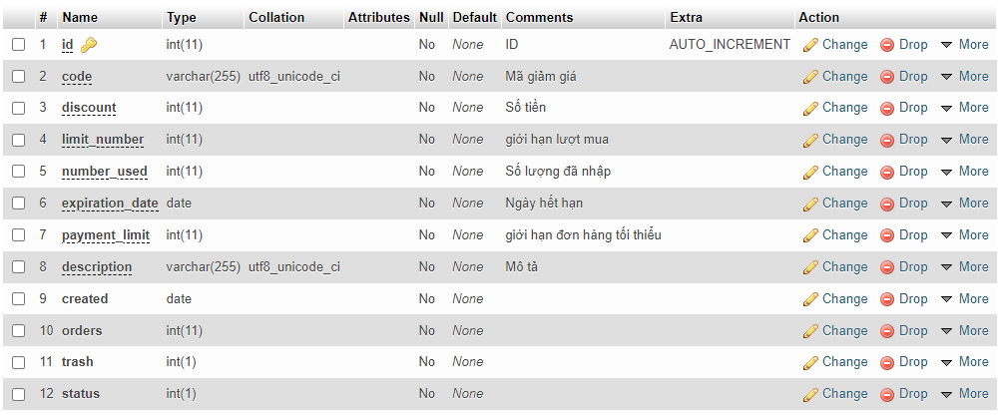 # Name Type Collation Attributes Null Default Comments Extra Action
1 id int(11) No None ID AUTO_INCREMENT Change Drop More
2 code varchar(255) utf8_unicode_ci No None Mã giảm giá Change Drop More
3 discount int(11) No None Số tiền Change Drop More
4 limit_number int(11) No None giới hạn lượt mua Change Drop More
5 number_used int(11) No None Số lượng đã nhập Change Drop More
6 expiration_date date No None Ngày hết hạn Change Drop More
7 payment_limit int(11) No None giới hạn đơn hàng tối thiểu Change Drop More
8 description varchar(255) utf8_unicode_ci No None Mô tả Change Drop More
9 created date No None Change Drop More
10 orders int(11) No None Change Drop More
11 trash int(1) No None Change Drop More
12 status int(1) No None Change Drop More